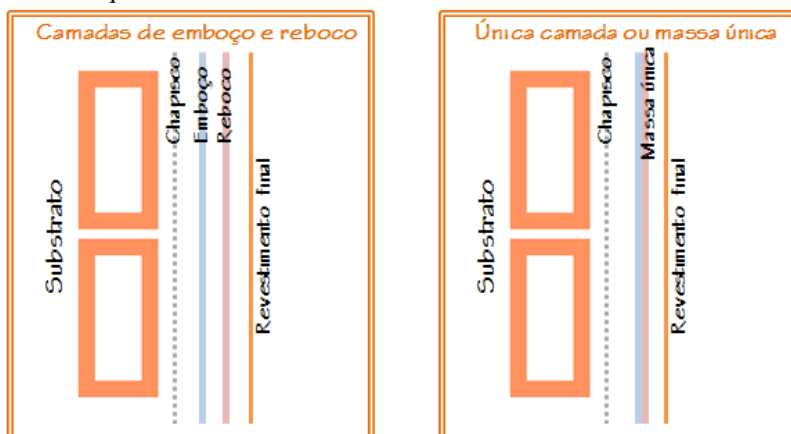 Camadas de emboço e reboco
Substrato
Chapisco
Emboço
Reboco
Revestimento final
Única camada ou massa única
Substrato
Chapisco
Massa única
Revestimento final